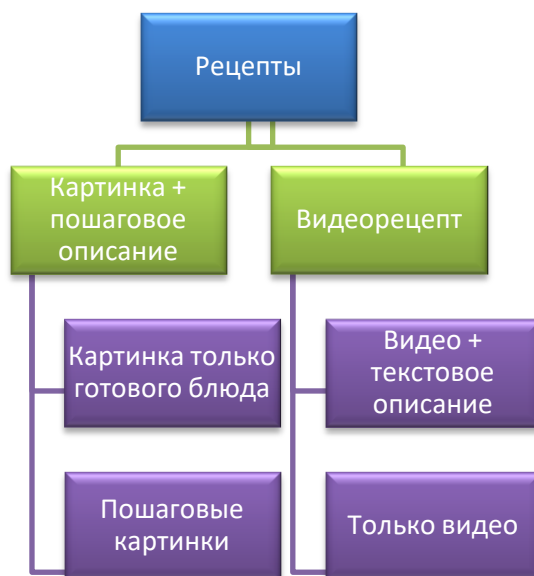 Рецепты
Картинка +
пошаговое
описание
Видеорецепт
Картинка только
готового блюда
Видео +
текстовое
описание
Пошаговые
картинки
Только видео